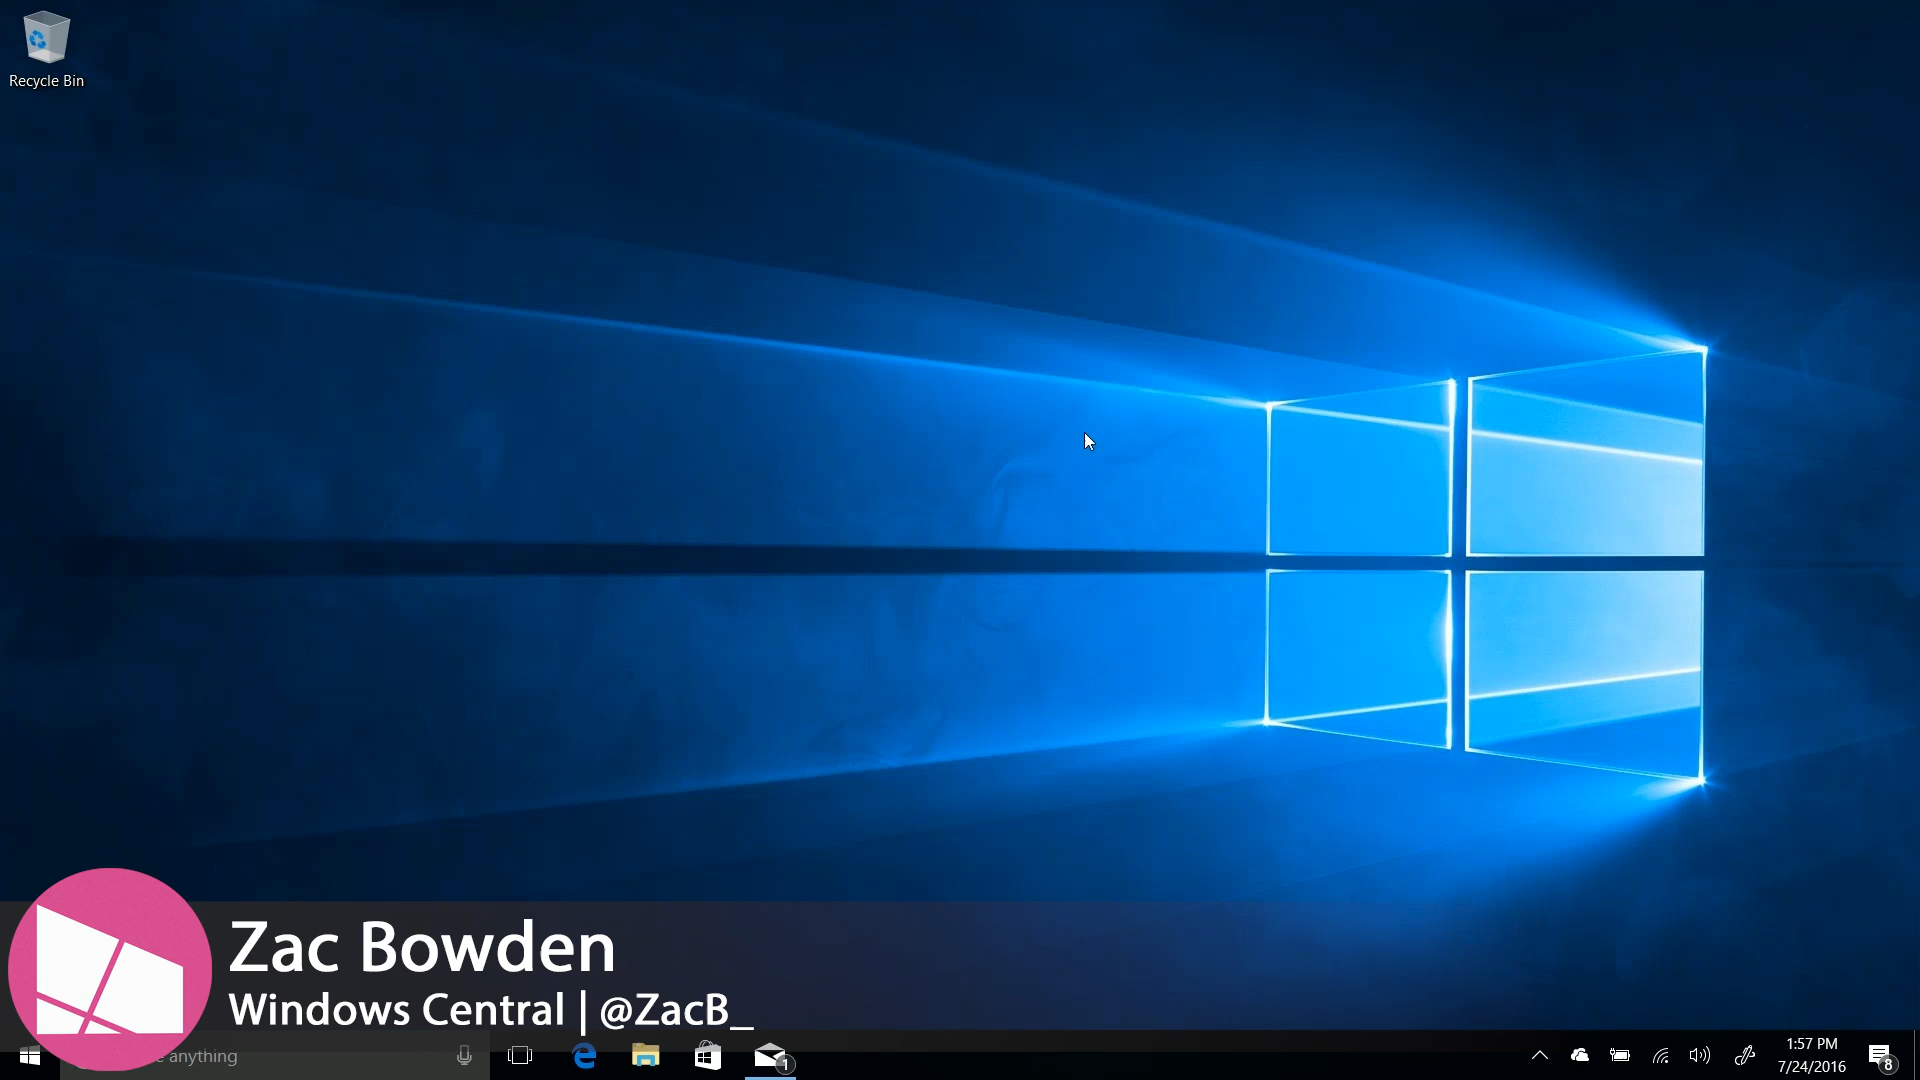 Recycle Bin
Zac Bowden
Windows Central | @ZacB_
anything
1
1:57 PM
7/24/2016
8